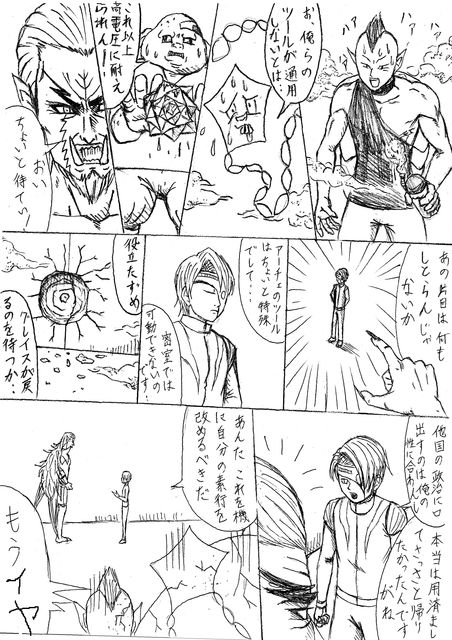 お、俺らの
ツールが通用
しないとは
これ以上
高電圧に耐え
られん!!
おい
ちょいと待てい!
ハァ
ハァ
あの片目は何も
しとらんじゃ
ないか
アーチェのツール
はちょいと特殊
でして・・
密室では
可動できないの
です!
役立たずめ
グレイスが戻
るのを待つか・
他国の政治に口
出すのは俺の
性に合わんし
本当は用済まし
てさっさと帰り
たかったんです
がね
あんた これを機
に自分の素行を
改めるべきだ
もうイヤ